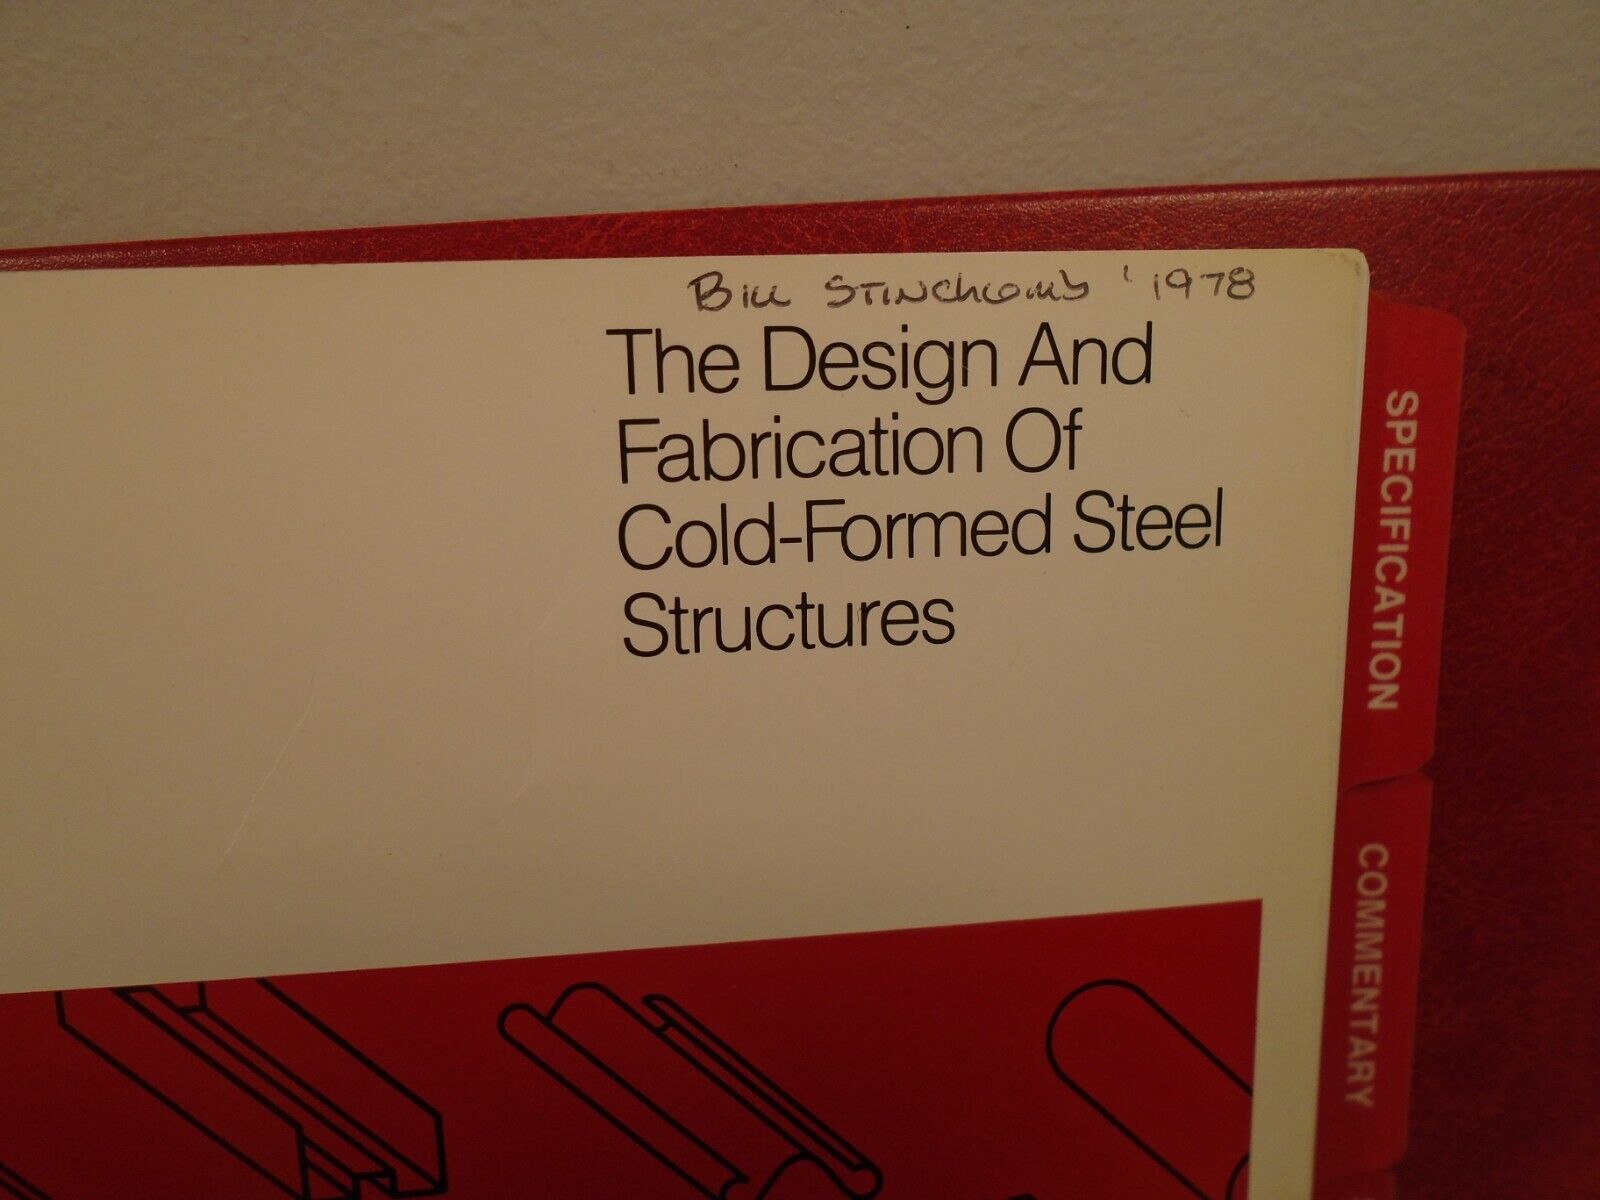 Bill Stinchcomb '1978
The Design And
Fabrication Of
Cold-Formed Steel
Structures
SPECIFICATION
COMMENTARY